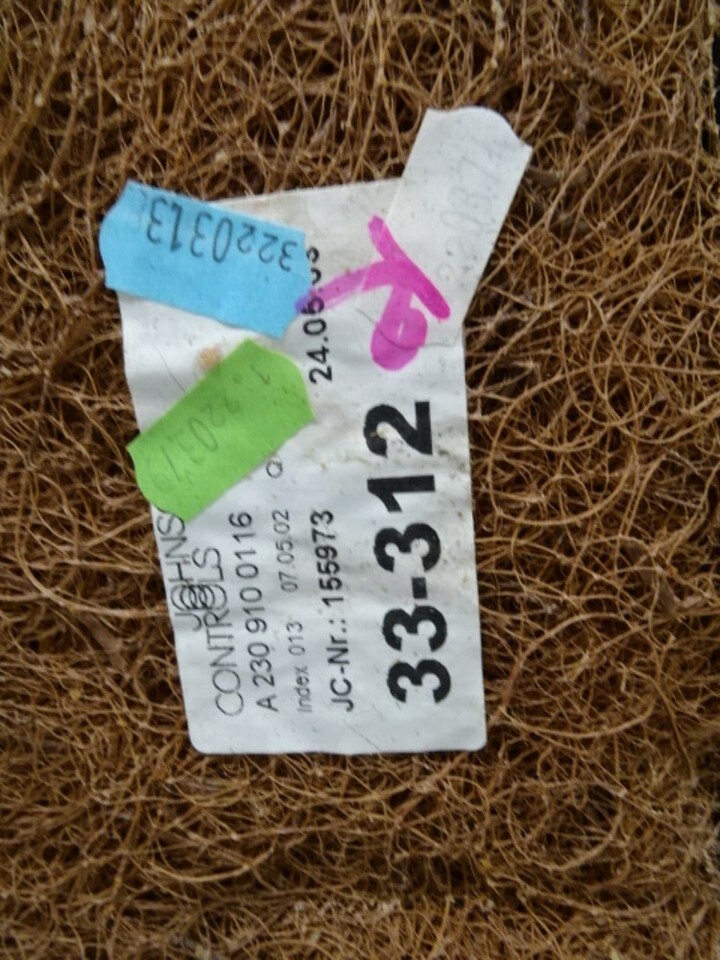 JOHNS
CONTROLS
A 230 910 0116
Index 013 07.05.02
JC-Nr.: 155973
24.05.03
33-312
3220313